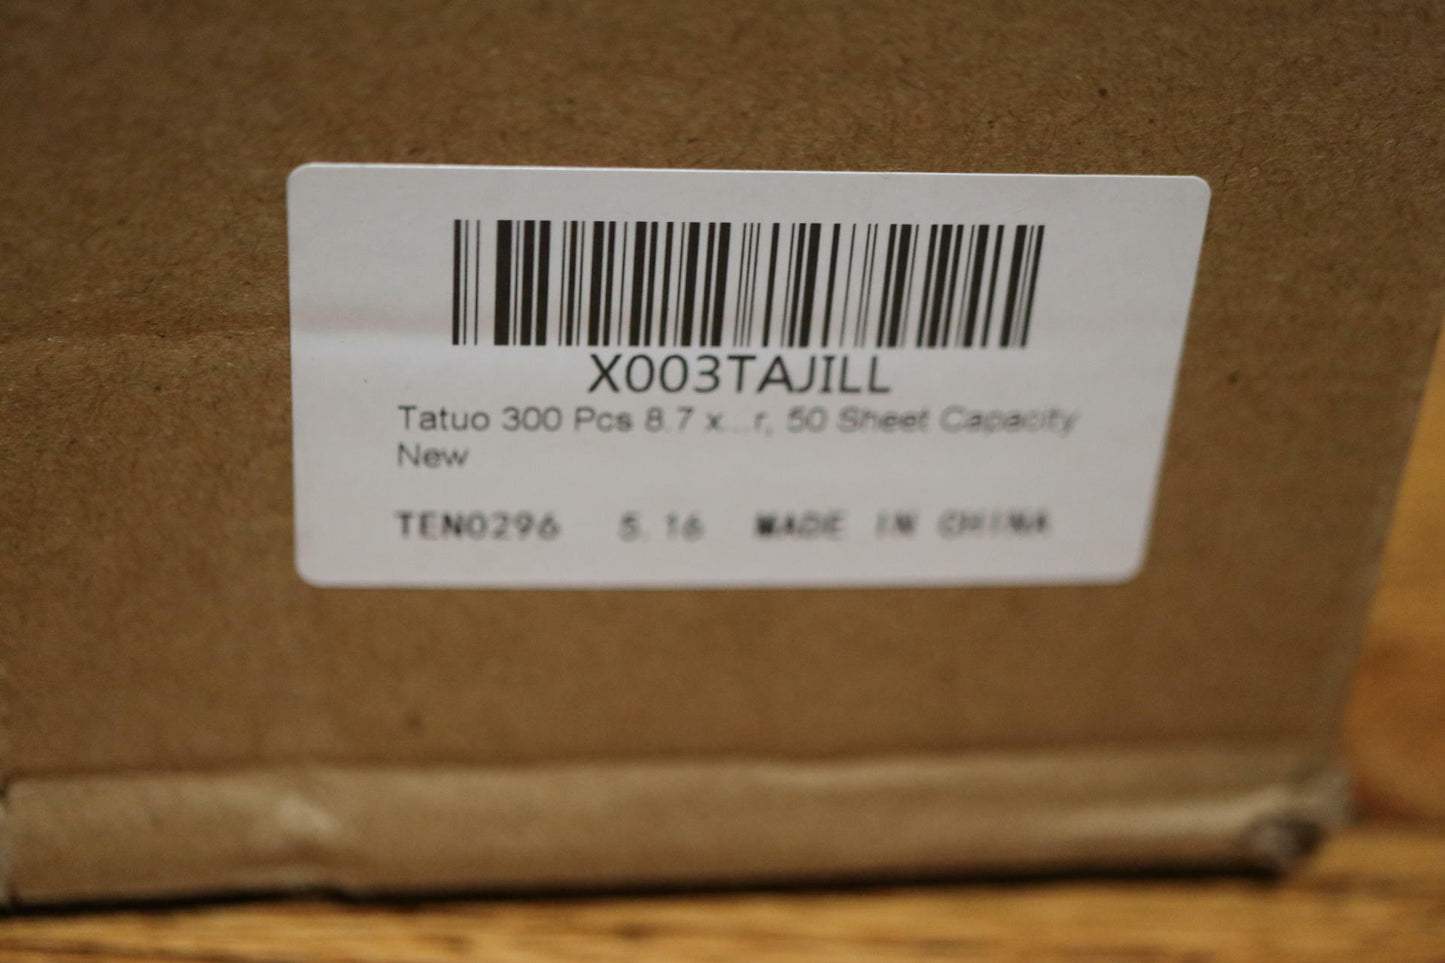 X003TAJILL
Tatuo 300 Pcs 8.7 x...r, 50 Sheet Capacity
New
TEN0296 5.16 MADE IN CHINA